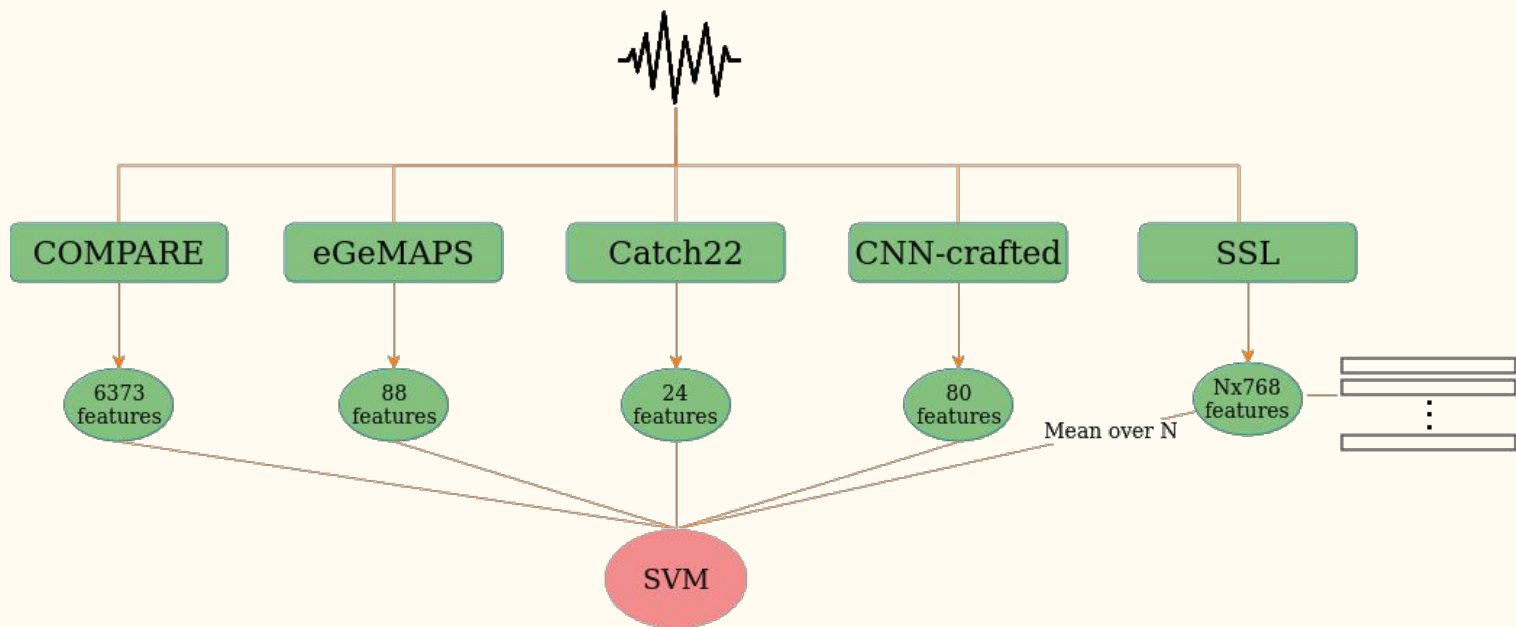 COMPARE
eGeMAPS
Catch22
CNN-crafted
SSL
6373
features
88
features
24
features
80
features
Nx768
features
Mean over N
SVM